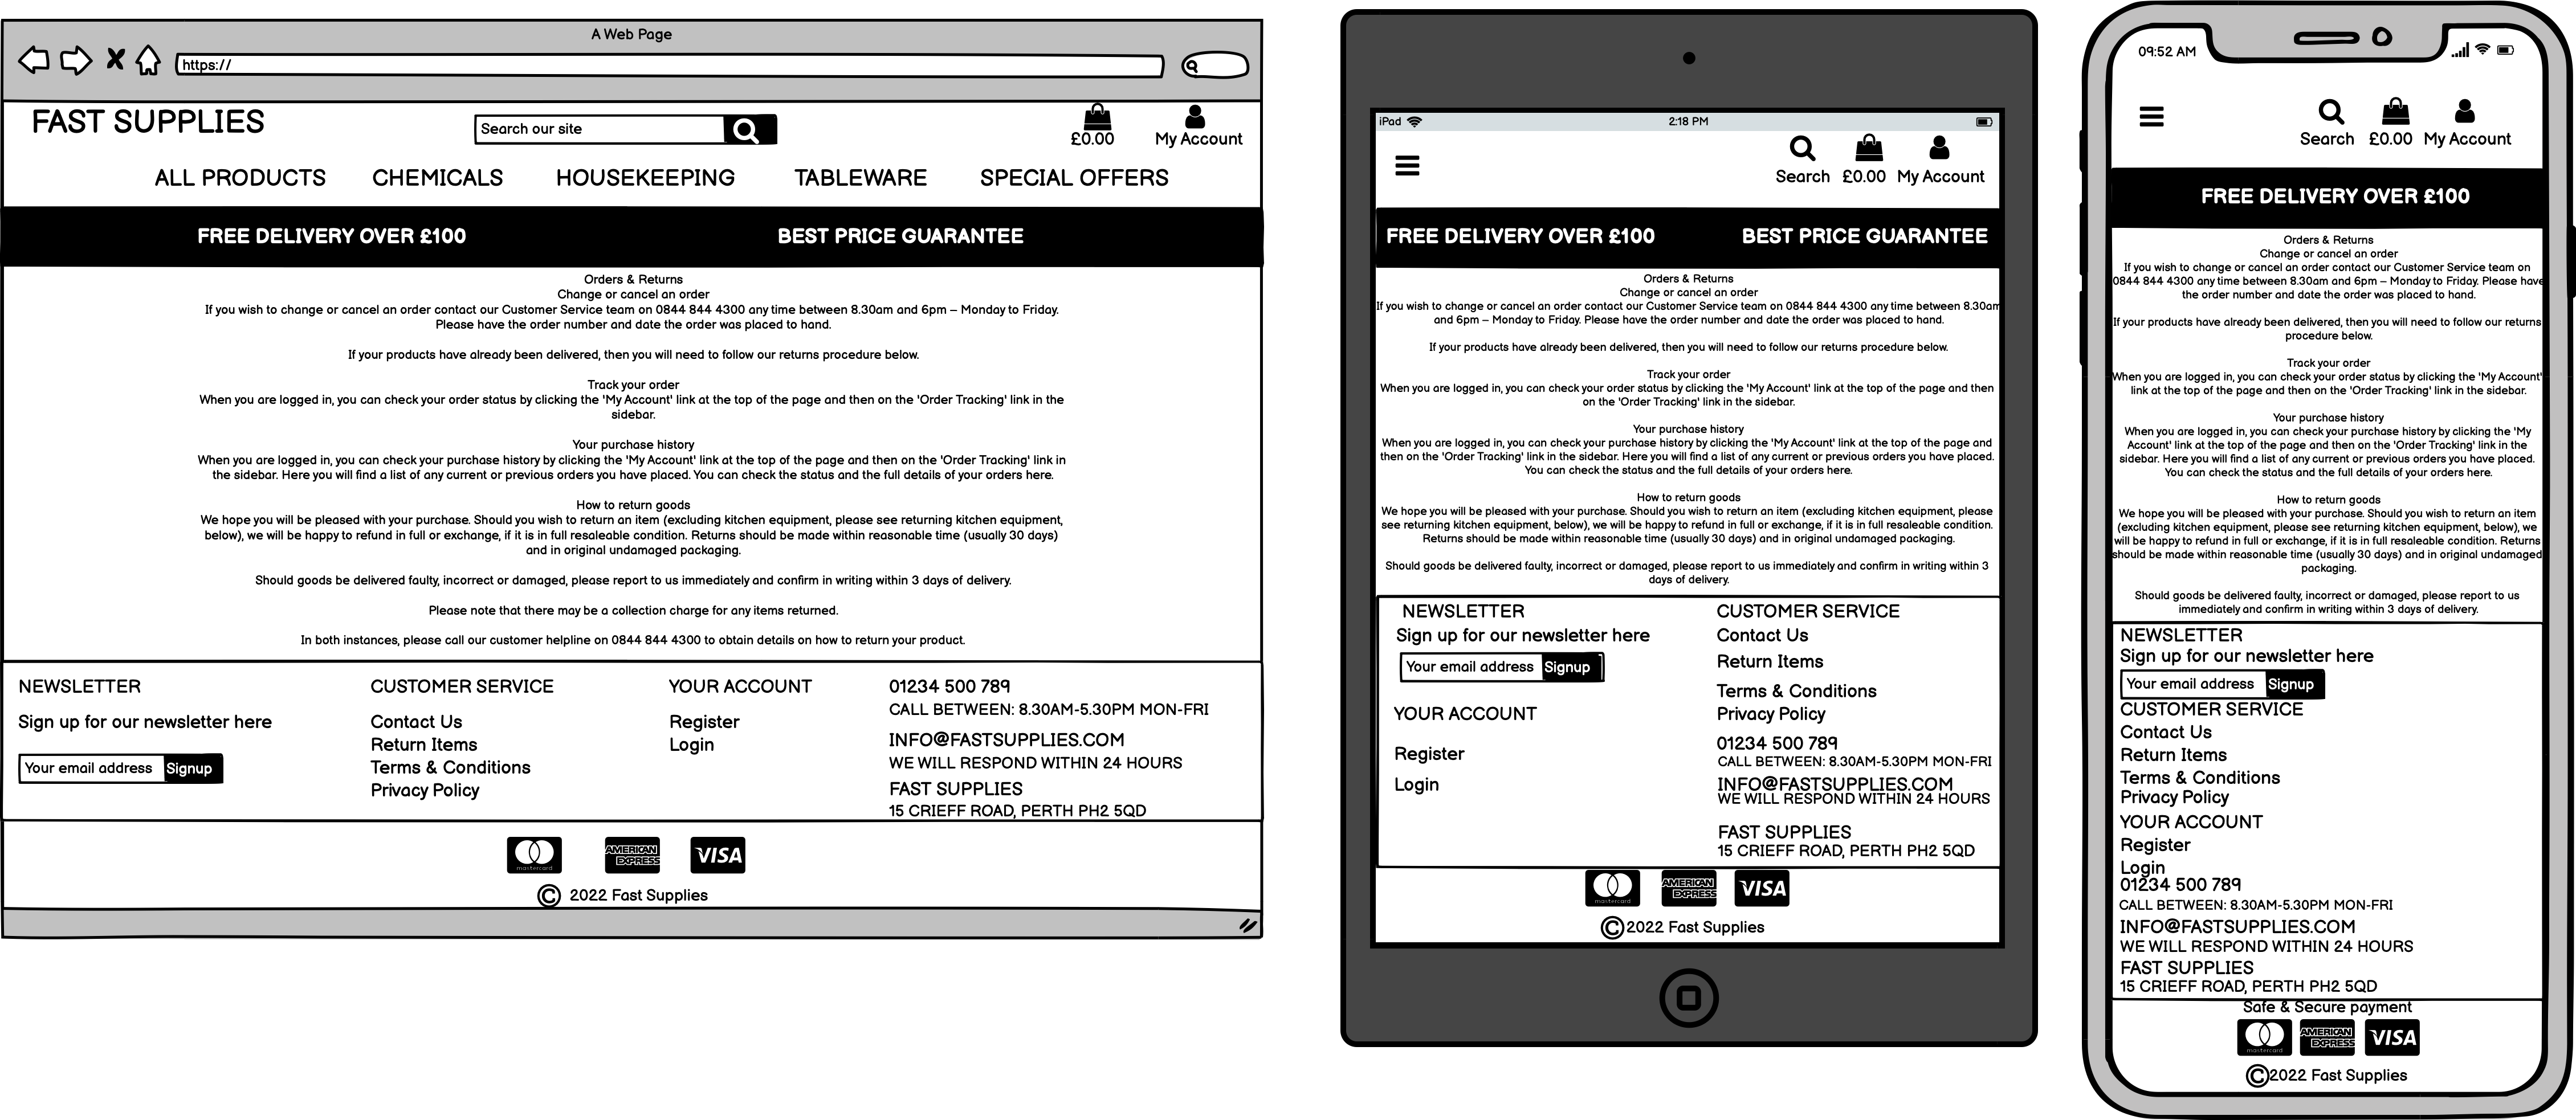 A Web Page
https://
FAST SUPPLIES
Search our site
£0.00
My Account
ALL PRODUCTS CHEMICALS HOUSEKEEPING TABLEWARE SPECIAL OFFERS
FREE DELIVERY OVER £100 BEST PRICE GUARANTEE
Orders & Returns
Change or cancel an order
If you wish to change or cancel an order contact our Customer Service team on 0844 844 4300 any time between 8.30am and 6pm – Monday to Friday.
Please have the order number and date the order was placed to hand.
If your products have already been delivered, then you will need to follow our returns procedure below.
Track your order
When you are logged in, you can check your order status by clicking the 'My Account' link at the top of the page and then on the 'Order Tracking' link in the
sidebar.
Your purchase history
When you are logged in, you can check your purchase history by clicking the 'My Account' link at the top of the page and then on the 'Order Tracking' link in
the sidebar. Here you will find a list of any current or previous orders you have placed. You can check the status and the full details of your orders here.
How to return goods
We hope you will be pleased with your purchase. Should you wish to return an item (excluding kitchen equipment, please see returning kitchen equipment,
below), we will be happy to refund in full or exchange, if it is in full resaleable condition. Returns should be made within reasonable time (usually 30 days)
and in original undamaged packaging.
Should goods be delivered faulty, incorrect or damaged, please report to us immediately and confirm in writing within 3 days of delivery.
Please note that there may be a collection charge for any items returned.
In both instances, please call our customer helpline on 0844 844 4300 to obtain details on how to return your product.
NEWSLETTER
Sign up for our newsletter here
Your email address Signup
CUSTOMER SERVICE
Contact Us
Return Items
Terms & Conditions
Privacy Policy
YOUR ACCOUNT
Register
Login
01234 500 789
CALL BETWEEN: 8.30AM-5.30PM MON-FRI
INFO@FASTSUPPLIES.COM
WE WILL RESPOND WITHIN 24 HOURS
FAST SUPPLIES
15 CRIEFF ROAD, PERTH PH2 5QD
mastercard
AMERICAN
EXPRESS
VISA
© 2022 Fast Supplies
iPad 2:18 PM
Search £0.00 My Account
FREE DELIVERY OVER £100 BEST PRICE GUARANTEE
Orders & Returns
Change or cancel an order
If you wish to change or cancel an order contact our Customer Service team on 0844 844 4300 any time between 8.30am
and 6pm – Monday to Friday. Please have the order number and date the order was placed to hand.
If your products have already been delivered, then you will need to follow our returns procedure below.
Track your order
When you are logged in, you can check your order status by clicking the 'My Account' link at the top of the page and then
on the 'Order Tracking' link in the sidebar.
Your purchase history
When you are logged in, you can check your purchase history by clicking the 'My Account' link at the top of the page and
then on the 'Order Tracking' link in the sidebar. Here you will find a list of any current or previous orders you have placed.
You can check the status and the full details of your orders here.
How to return goods
We hope you will be pleased with your purchase. Should you wish to return an item (excluding kitchen equipment, please
see returning kitchen equipment, below), we will be happy to refund in full or exchange, if it is in full resaleable condition.
Returns should be made within reasonable time (usually 30 days) and in original undamaged packaging.
Should goods be delivered faulty, incorrect or damaged, please report to us immediately and confirm in writing within 3
days of delivery.
NEWSLETTER
Sign up for our newsletter here
Your email address Signup
YOUR ACCOUNT
Register
Login
CUSTOMER SERVICE
Contact Us
Return Items
Terms & Conditions
Privacy Policy
01234 500 789
CALL BETWEEN: 8.30AM-5.30PM MON-FRI
INFO@FASTSUPPLIES.COM
WE WILL RESPOND WITHIN 24 HOURS
FAST SUPPLIES
15 CRIEFF ROAD, PERTH PH2 5QD
mastercard
AMERICAN
EXPRESS
VISA
©2022 Fast Supplies
09:52 AM
Search £0.00 My Account
FREE DELIVERY OVER £100
Orders & Returns
Change or cancel an order
If you wish to change or cancel an order contact our Customer Service team on
0844 844 4300 any time between 8.30am and 6pm – Monday to Friday. Please have
the order number and date the order was placed to hand.
If your products have already been delivered, then you will need to follow our returns
procedure below.
Track your order
When you are logged in, you can check your order status by clicking the 'My Account'
link at the top of the page and then on the 'Order Tracking' link in the sidebar.
Your purchase history
When you are logged in, you can check your purchase history by clicking the 'My
Account' link at the top of the page and then on the 'Order Tracking' link in the
sidebar. Here you will find a list of any current or previous orders you have placed.
You can check the status and the full details of your orders here.
How to return goods
We hope you will be pleased with your purchase. Should you wish to return an item
(excluding kitchen equipment, please see returning kitchen equipment, below), we
will be happy to refund in full or exchange, if it is in full resaleable condition. Returns
should be made within reasonable time (usually 30 days) and in original undamaged
packaging.
Should goods be delivered faulty, incorrect or damaged, please report to us
immediately and confirm in writing within 3 days of delivery.
NEWSLETTER
Sign up for our newsletter here
Your email address Signup
CUSTOMER SERVICE
Contact Us
Return Items
Terms & Conditions
Privacy Policy
YOUR ACCOUNT
Register
Login
01234 500 789
CALL BETWEEN: 8.30AM-5.30PM MON-FRI
INFO@FASTSUPPLIES.COM
WE WILL RESPOND WITHIN 24 HOURS
FAST SUPPLIES
15 CRIEFF ROAD, PERTH PH2 5QD
Safe & Secure payment
mastercard
AMERICAN
EXPRESS
VISA
©2022 Fast Supplies